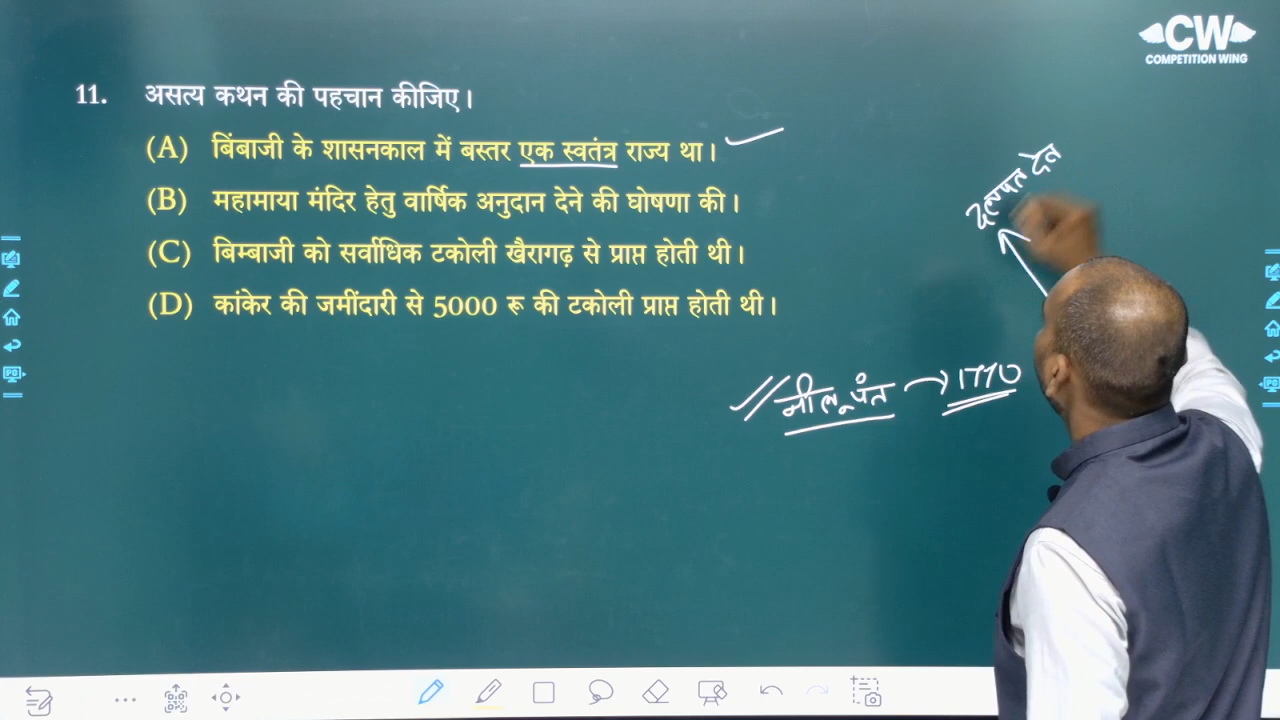 CW
COMPETITION WING
11. असत्य कथन की पहचान कीजिए।
(A) बिंबाजी के शासनकाल में बस्तर एक स्वतंत्र राज्य था।
(B) महामाया मंदिर हेतु वार्षिक अनुदान देने की घोषणा की।
(C) बिम्बाजी को सर्वाधिक टकोली खैरागढ़ से प्राप्त होती थी।
(D) कांकेर की जमींदारी से 5000 रू की टकोली प्राप्त होती थी।
दलपत देव
नीलू पंत → 1770